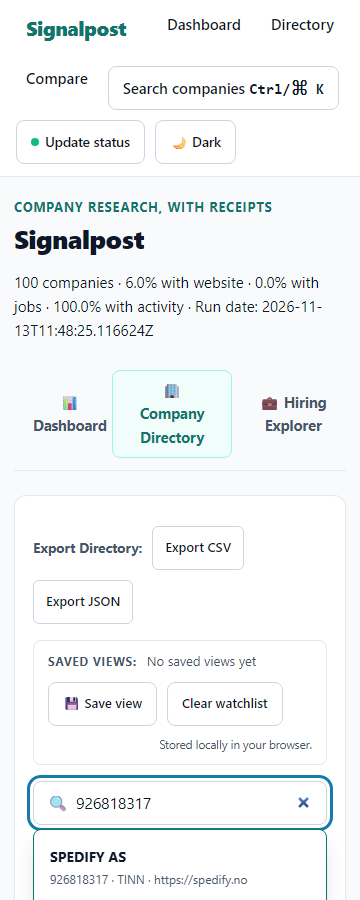 Signalpost
Dashboard
Directory
Compare
Search companies Ctrl/⌘ K
Update status
🌙 Dark
COMPANY RESEARCH, WITH RECEIPTS
Signalpost
100 companies · 6.0% with website · 0.0% with
jobs · 100.0% with activity · Run date: 2026-11-
13T11:48:25.116624Z
📊
Dashboard
🏢
Company
Directory
💼 Hiring
Explorer
Export Directory:
Export CSV
Export JSON
SAVED VIEWS:
No saved views yet
💾 Save view
Clear watchlist
Stored locally in your browser.
🔍 926818317
×
SPEDIFY AS
926818317 · TINN · https://spedify.no